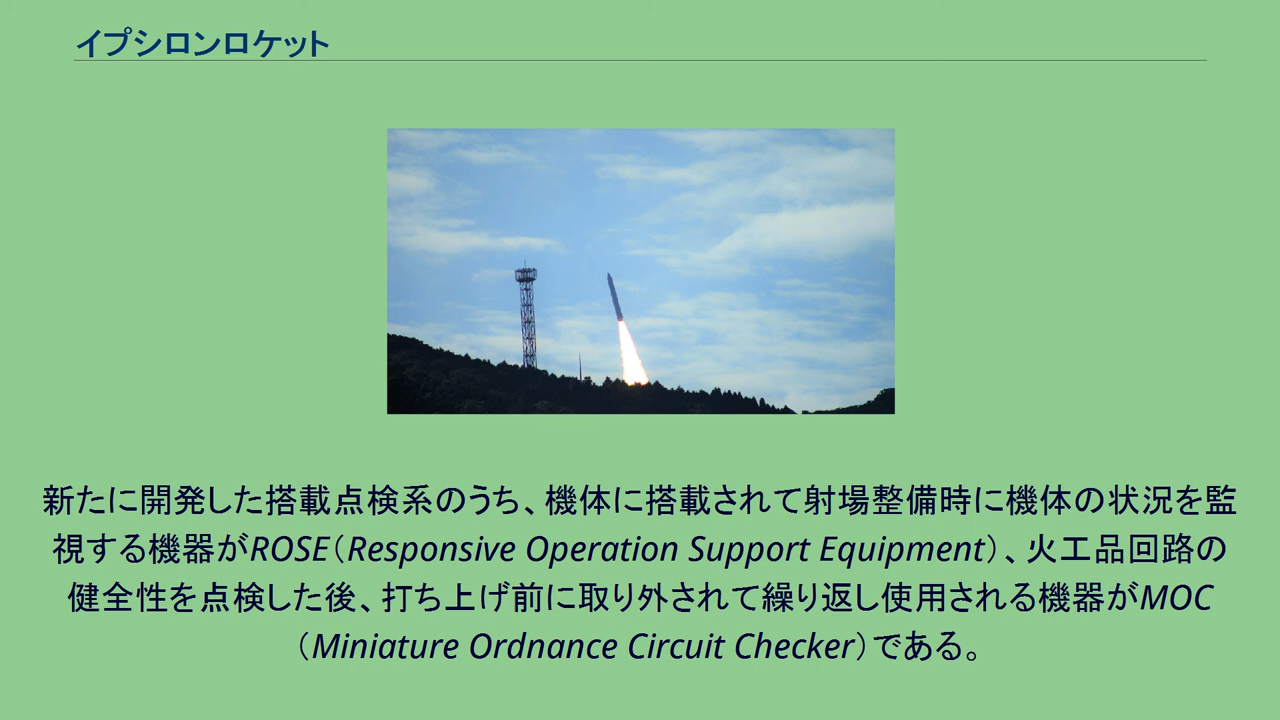 イプシロンロケット
新たに開発した搭載点検系のうち、機体に搭載されて射場整備時に機体の状況を監
視する機器がROSE（Responsive Operation Support Equipment）、火工品回路の
健全性を点検した後、打ち上げ前に取り外されて繰り返し使用される機器がMOC
（Miniature Ordnance Circuit Checker）である。